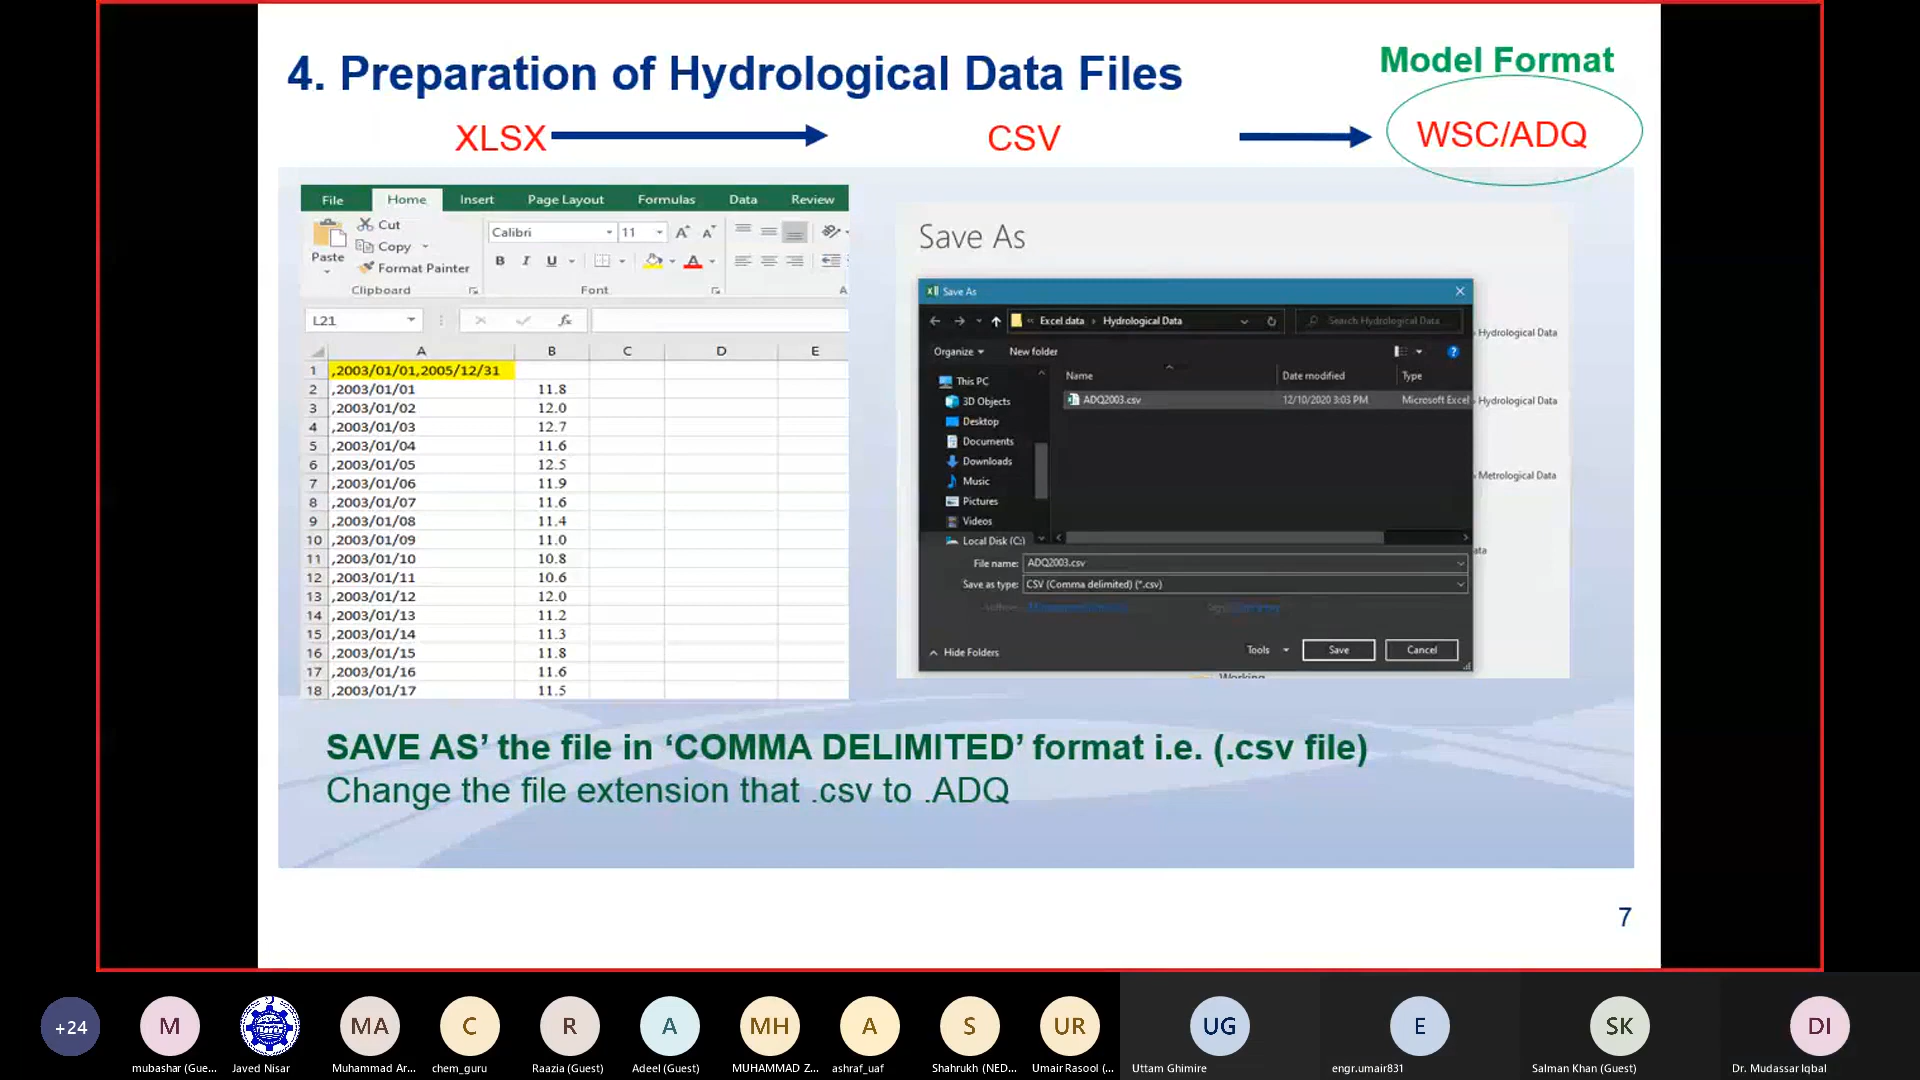 4. Preparation of Hydrological Data Files
Model Format
XLSX
CSV
WSC/ADQ
File Home Insert Page Layout Formulas Data Review
Cut
Copy
Format Painter
Paste
Clipboard
Calibri 11
B I U
Font
L21
fx
A B C D E
1 ,2003/01/01,2005/12/31
2 ,2003/01/01 11.8
3 ,2003/01/02 12.0
4 ,2003/01/03 12.7
5 ,2003/01/04 11.6
6 ,2003/01/05 12.5
7 ,2003/01/06 11.9
8 ,2003/01/07 11.6
9 ,2003/01/08 11.4
10 ,2003/01/09 11.0
11 ,2003/01/10 10.8
12 ,2003/01/11 10.6
13 ,2003/01/12 12.0
14 ,2003/01/13 11.2
15 ,2003/01/14 11.3
16 ,2003/01/15 11.8
17 ,2003/01/16 11.6
18 ,2003/01/17 11.5
Save As
Save As
Excel data › Hydrological Data
Search Hydrological Data
Organize
New folder
Name Date modified Type
ADQ2003.csv 12/10/2020 3:03 PM Microsoft Excel
This PC
3D Objects
Desktop
Documents
Downloads
Music
Pictures
Videos
Local Disk (C:)
File name: ADQ2003.csv
Save as type: CSV (Comma delimited) (*.csv)
Hide Folders
Tools
Save
Cancel
Hydrological Data
Hydrological Data
Metrological Data
Working
SAVE AS’ the file in ‘COMMA DELIMITED’ format i.e. (.csv file)
Change the file extension that .csv to .ADQ
7
+24 M MA C R A MH A S UR UG E SK DI
mubashar (Gue... Javed Nisar Muhammad Ar... chem_guru Raazia (Guest) Adeel (Guest) MUHAMMAD Z... ashraf_uaf Shahrukh (NED... Umair Rasool (... Uttam Ghimire engr.umair831 Salman Khan (Guest) Dr. Mudassar Iqbal